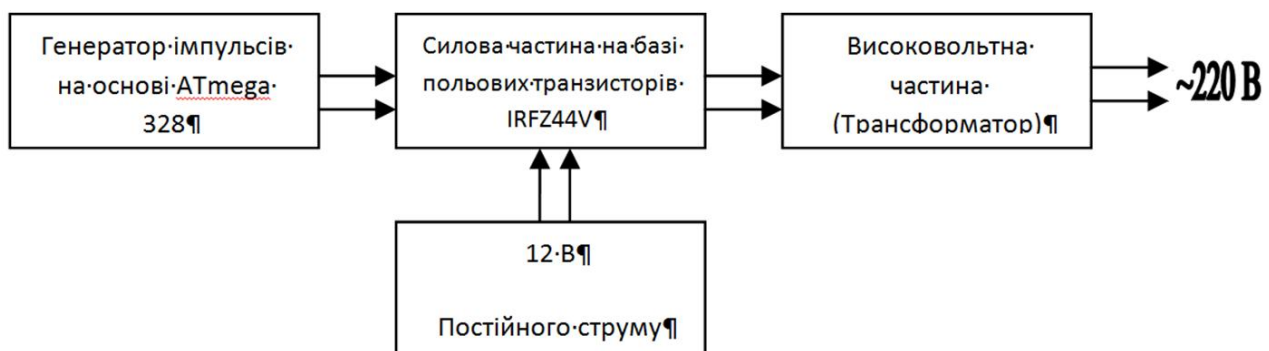 Генератор·імпульсів·
на·основі·ATmega·
328¶
Силова·частина·на·базі·
польових·транзисторів·
IRFZ44V¶
Високовольтна·
частина·
(Трансформатор)¶
~220 В
12·В¶
Постійного·струму¶